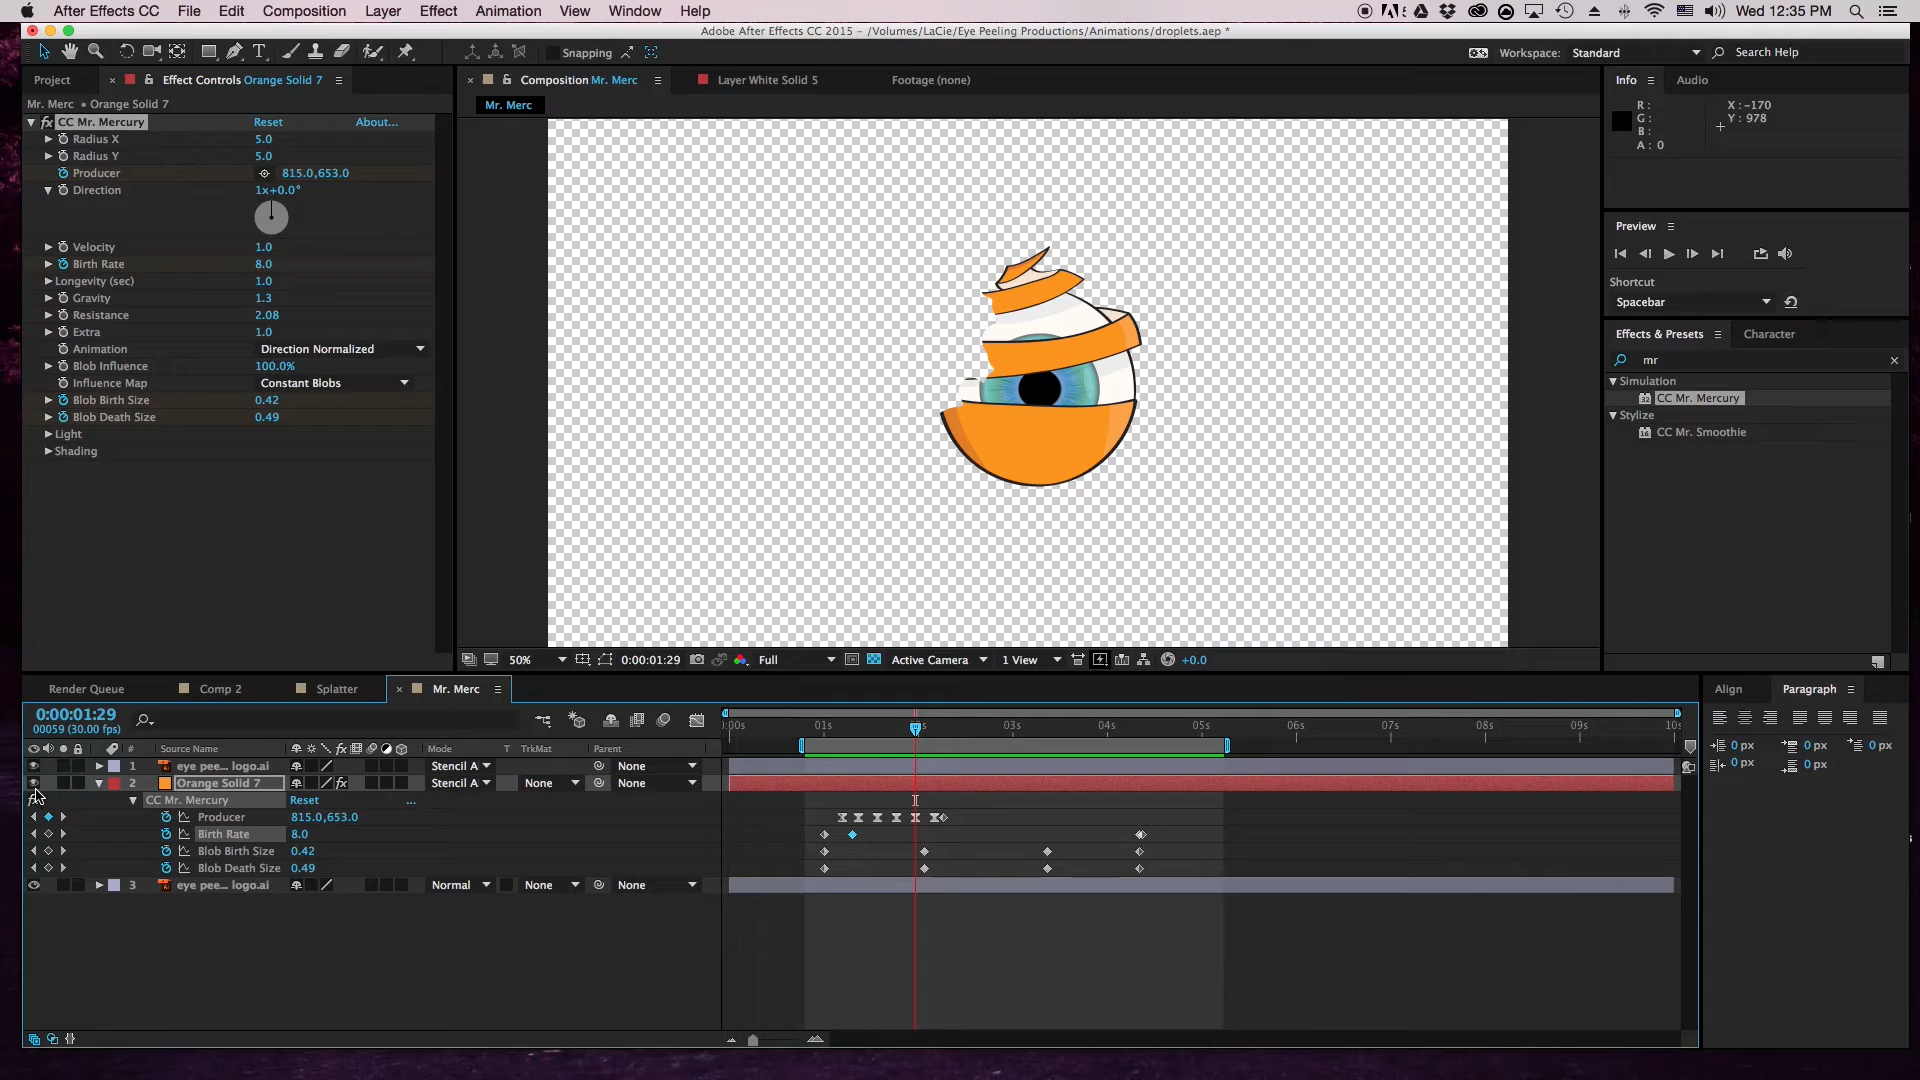 After Effects CC File Edit Composition Layer Effect Animation View Window Help Wed 12:35 PM
Adobe After Effects CC 2015 – /Volumes/LaCie/Eye Peeling Productions/Animations/droplets.aep *
Snapping Workspace: Standard Search Help
Project Effect Controls Orange Solid 7 Composition Mr. Merc Layer White Solid 5 Footage (none) Info Audio
Mr. Merc • Orange Solid 7 Mr. Merc
R: X : -170
G: Y : 978
B:
A: 0
fx CC Mr. Mercury Reset About...
Radius X 5.0
Radius Y 5.0
Producer 815.0,653.0
Direction 1x+0.0°
Velocity 1.0
Birth Rate 8.0
Longevity (sec) 1.0
Gravity 1.3
Resistance 2.08
Extra 1.0
Animation Direction Normalized
Blob Influence 100.0%
Influence Map Constant Blobs
Blob Birth Size 0.42
Blob Death Size 0.49
Light
Shading
Preview
Shortcut
Spacebar
Effects & Presets Character
mr
Simulation
32 CC Mr. Mercury
Stylize
16 CC Mr. Smoothie
50% 0:00:01:29 Full Active Camera 1 View +0.0
Render Queue Comp 2 Splatter Mr. Merc Align Paragraph
0:00:01:29
00059 (30.00 fps)
:00s 01s 03s 04s 05s 06s 07s 08s 09s 10s
# Source Name fx Mode T TrkMat Parent
1 eye pee... logo.ai Stencil A None
2 Orange Solid 7 fx Stencil A None None
CC Mr. Mercury Reset ...
Producer 815.0,653.0
Birth Rate 8.0
Blob Birth Size 0.42
Blob Death Size 0.49
3 eye pee... logo.ai Normal None None
0 px 0 px 0 px
0 px 0 px